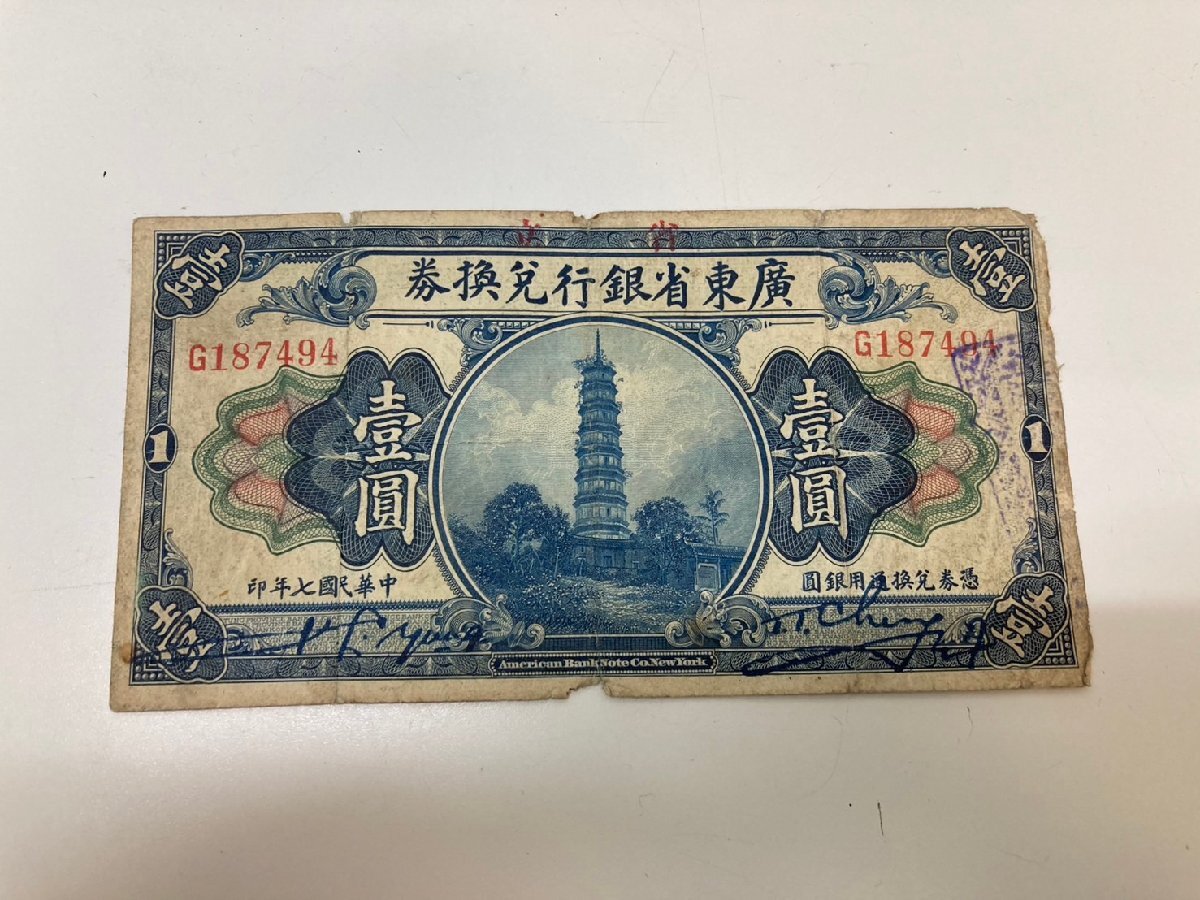 廣東省銀行兌換券
G187494
G187494
壹圓
壹圓
1
1
憑券兌換通用銀圓
中華民國七年印
American Bank Note Co. New York.